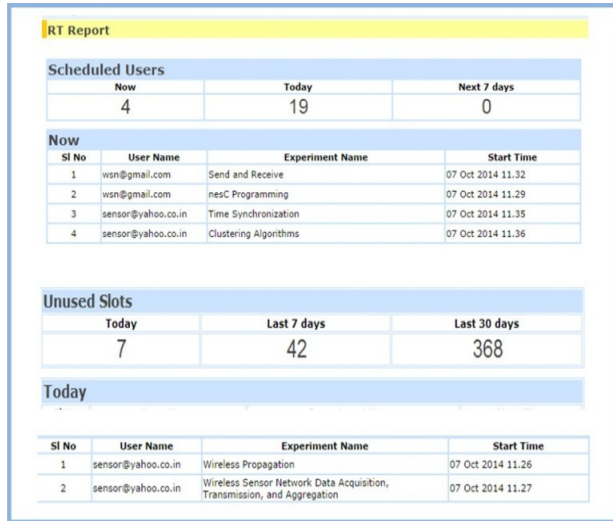 RT Report
Scheduled Users
Now Today Next 7 days
4 19 0
Now
Sl No User Name Experiment Name Start Time
1 wsn@gmail.com Send and Receive 07 Oct 2014 11.32
2 wsn@gmail.com nesC Programming 07 Oct 2014 11.29
3 sensor@yahoo.co.in Time Synchronization 07 Oct 2014 11.35
4 sensor@yahoo.co.in Clustering Algorithms 07 Oct 2014 11.36
Unused Slots
Today Last 7 days Last 30 days
7 42 368
Today
Sl No User Name Experiment Name Start Time
1 sensor@yahoo.co.in Wireless Propagation 07 Oct 2014 11.26
2 sensor@yahoo.co.in Wireless Sensor Network Data Acquisition, 07 Oct 2014 11.27
Transmission, and Aggregation